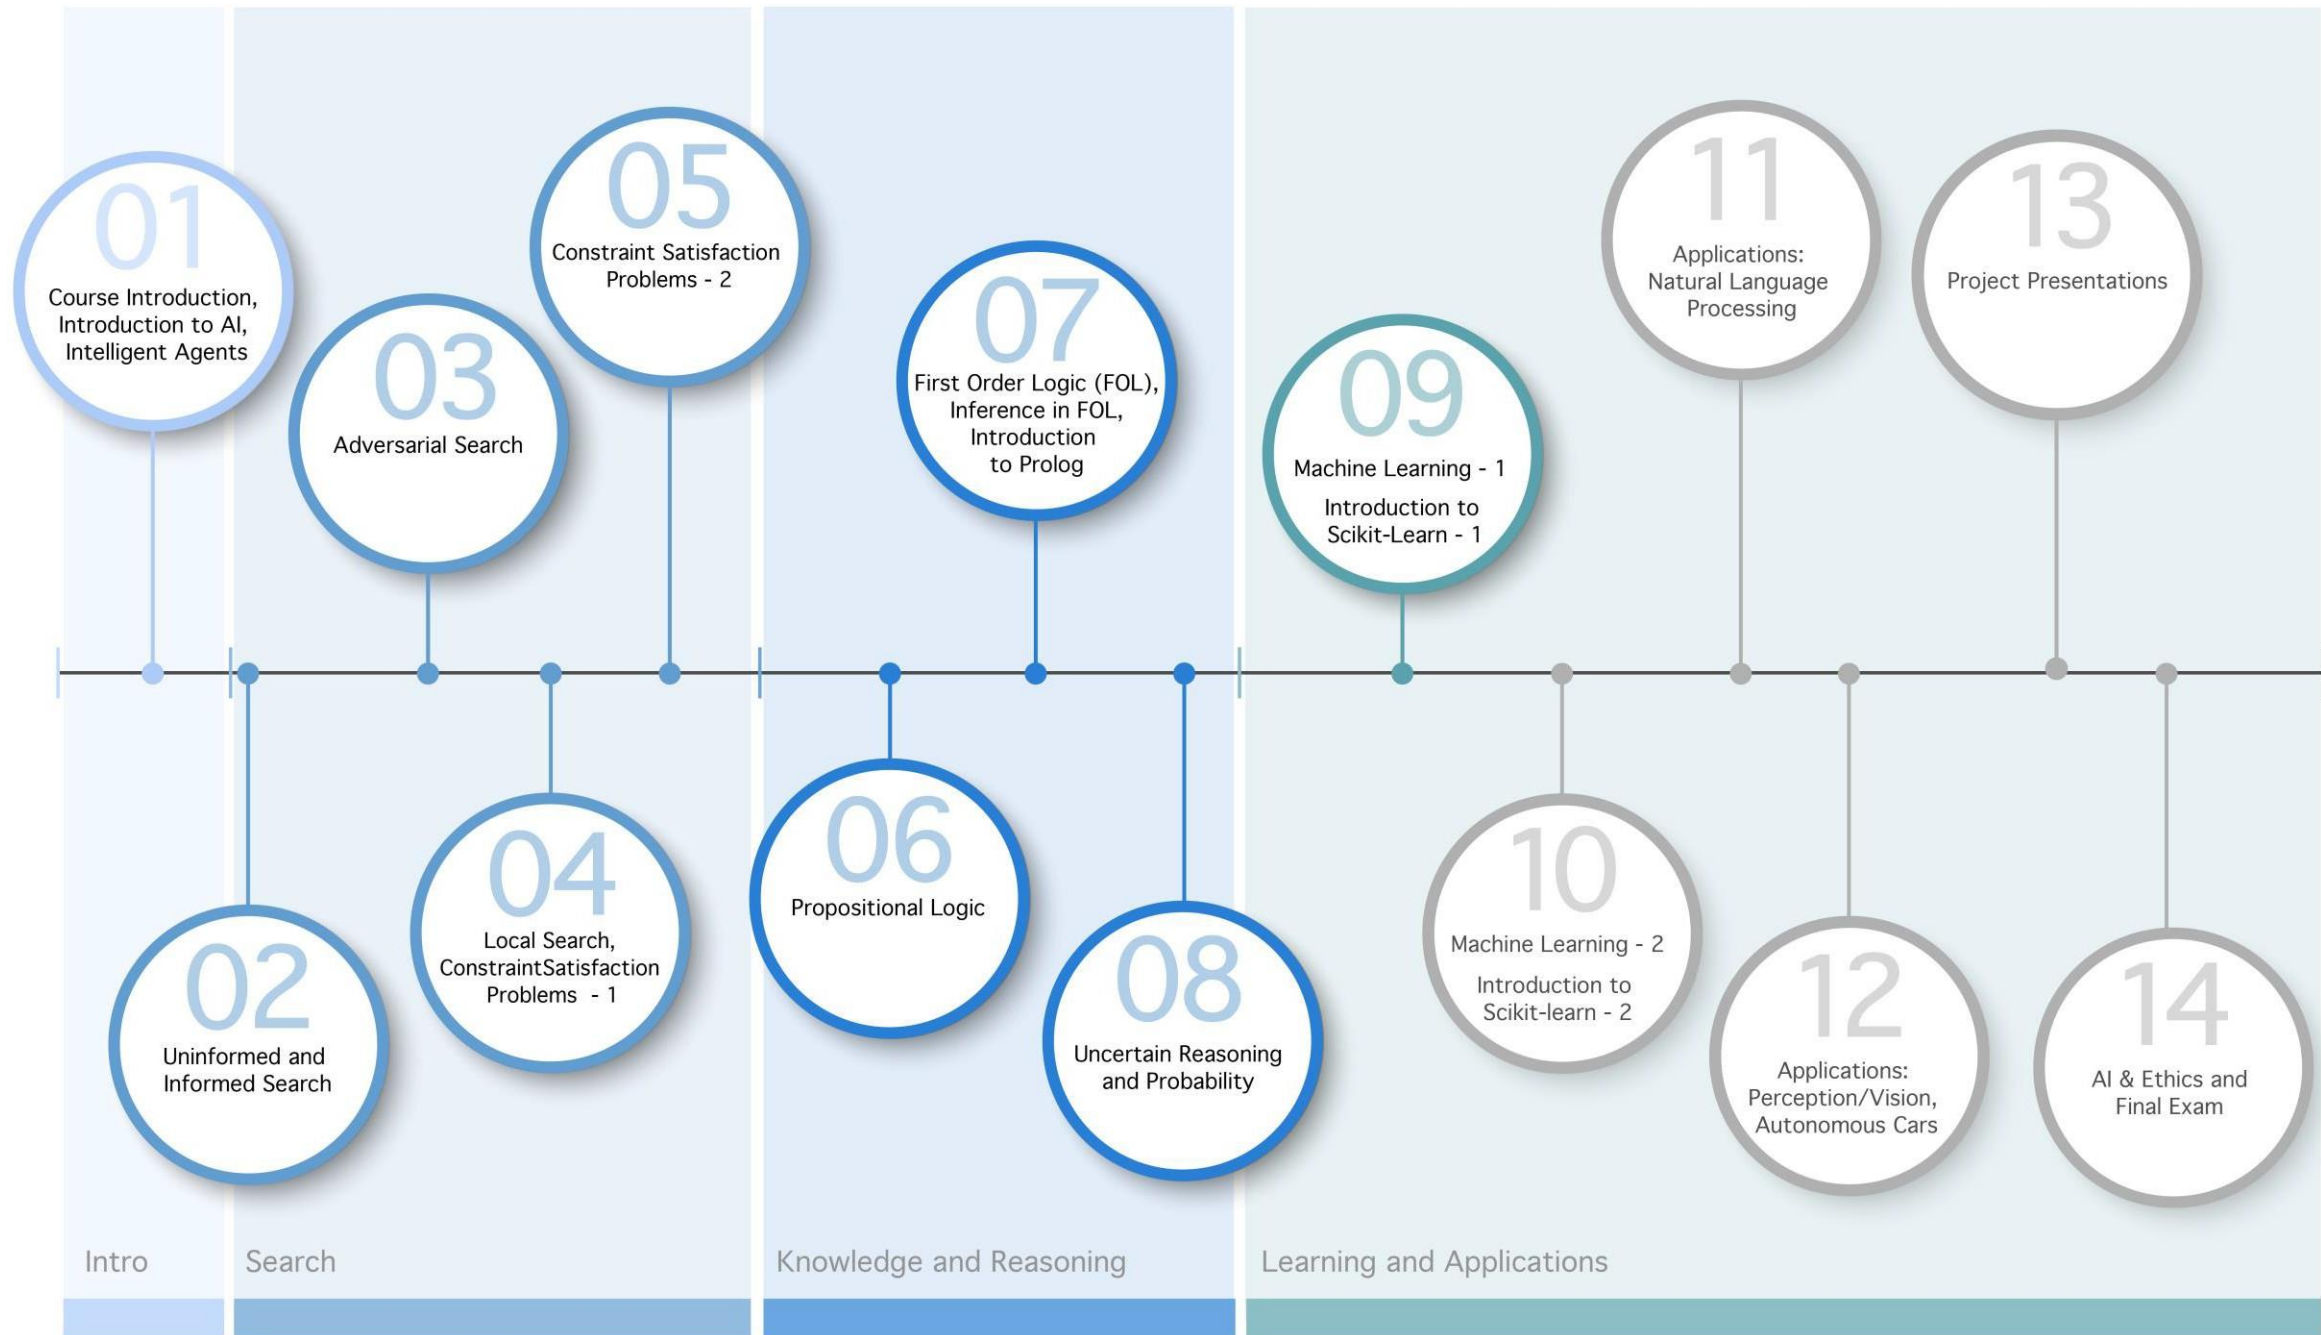 01
Course Introduction,
Introduction to AI,
Intelligent Agents
02
Uninformed and
Informed Search
03
Adversarial Search
04
Local Search,
ConstraintSatisfaction
Problems  - 1
05
Constraint Satisfaction
Problems - 2
06
Propositional Logic
07
First Order Logic (FOL),
Inference in FOL,
Introduction
to Prolog
08
Uncertain Reasoning
and Probability
09
Machine Learning - 1
Introduction to
Scikit-Learn - 1
10
Machine Learning - 2
Introduction to
Scikit-learn - 2
11
Applications:
Natural Language
Processing
12
Applications:
Perception/Vision,
Autonomous Cars
13
Project Presentations
14
AI & Ethics and
Final Exam
Intro
Search
Knowledge and Reasoning
Learning and Applications